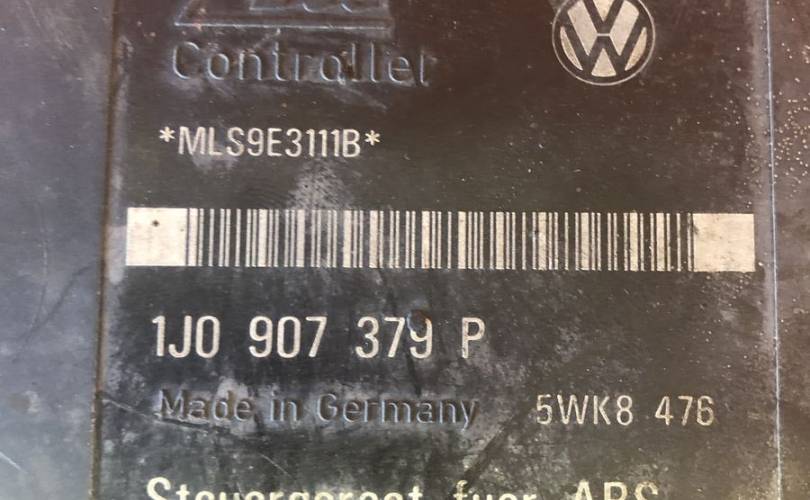 Controller
*MLS9E3111B*
1J0 907 379 P
Made in Germany 5WK8 476
Steuergeraet fuer ABS